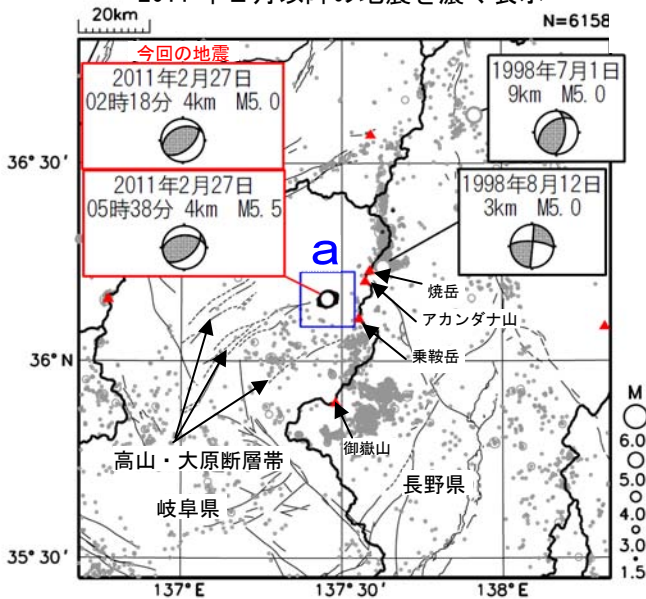 2011年2月以降の地震を濃く表示
20km
N=6158
今回の地震
2011年2月27日
02時18分 4km M5.0
2011年2月27日
05時38分 4km M5.5
1998年7月1日
9km M5.0
1998年8月12日
3km M5.0
a
焼岳
アカンダナ山
乗鞍岳
御嶽山
高山・大原断層帯
岐阜県
長野県
36°30′
36°N
35°30′
137°E
137°30′
138°E
M
6.0
5.0
4.0
3.0
1.5